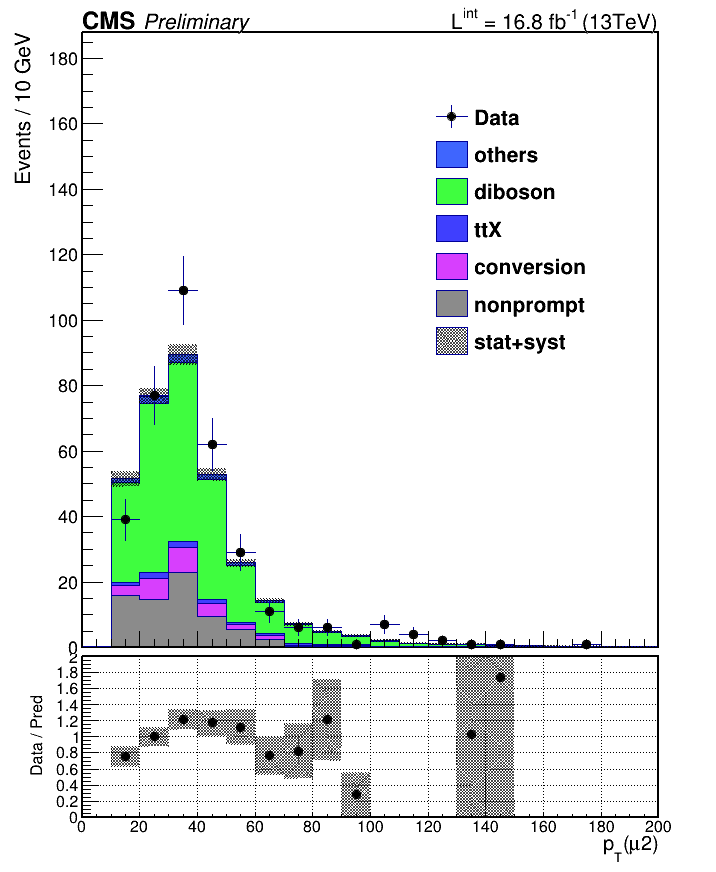 CMS Preliminary L^int = 16.8 fb^-1 (13TeV)
Events / 10 GeV
180
160
140
120
100
80
60
40
20
0
Data
others
diboson
ttX
conversion
nonprompt
stat+syst
Data / Pred
2
1.8
1.6
1.4
1.2
1
0.8
0.6
0.4
0.2
0
0 20 40 60 80 100 120 140 160 180 200
p_T(μ2)